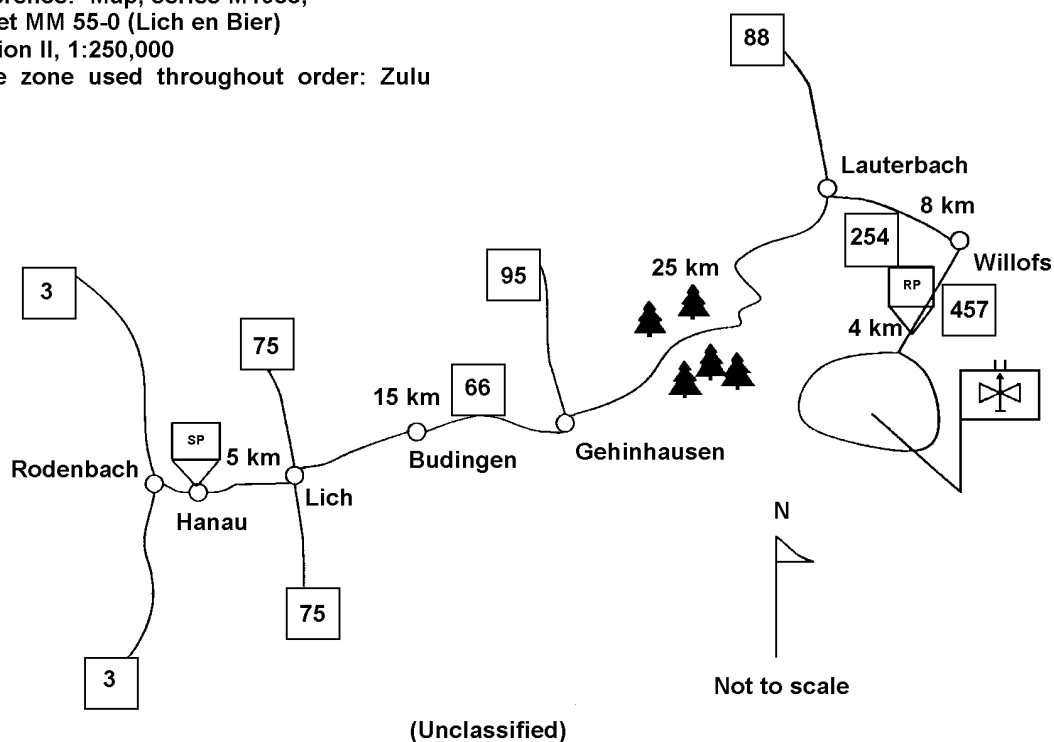 et MM 55-0 (Lich en Bier)
ion II, 1:250,000
e zone used throughout order: Zulu
88
Lauterbach
8 km
254
Willofs
25 km
95
RP
3
457
4 km
75
66
15 km
SP
5 km
Budingen
Gehinhausen
Rodenbach
Lich
Hanau
N
75
3
Not to scale
(Unclassified)